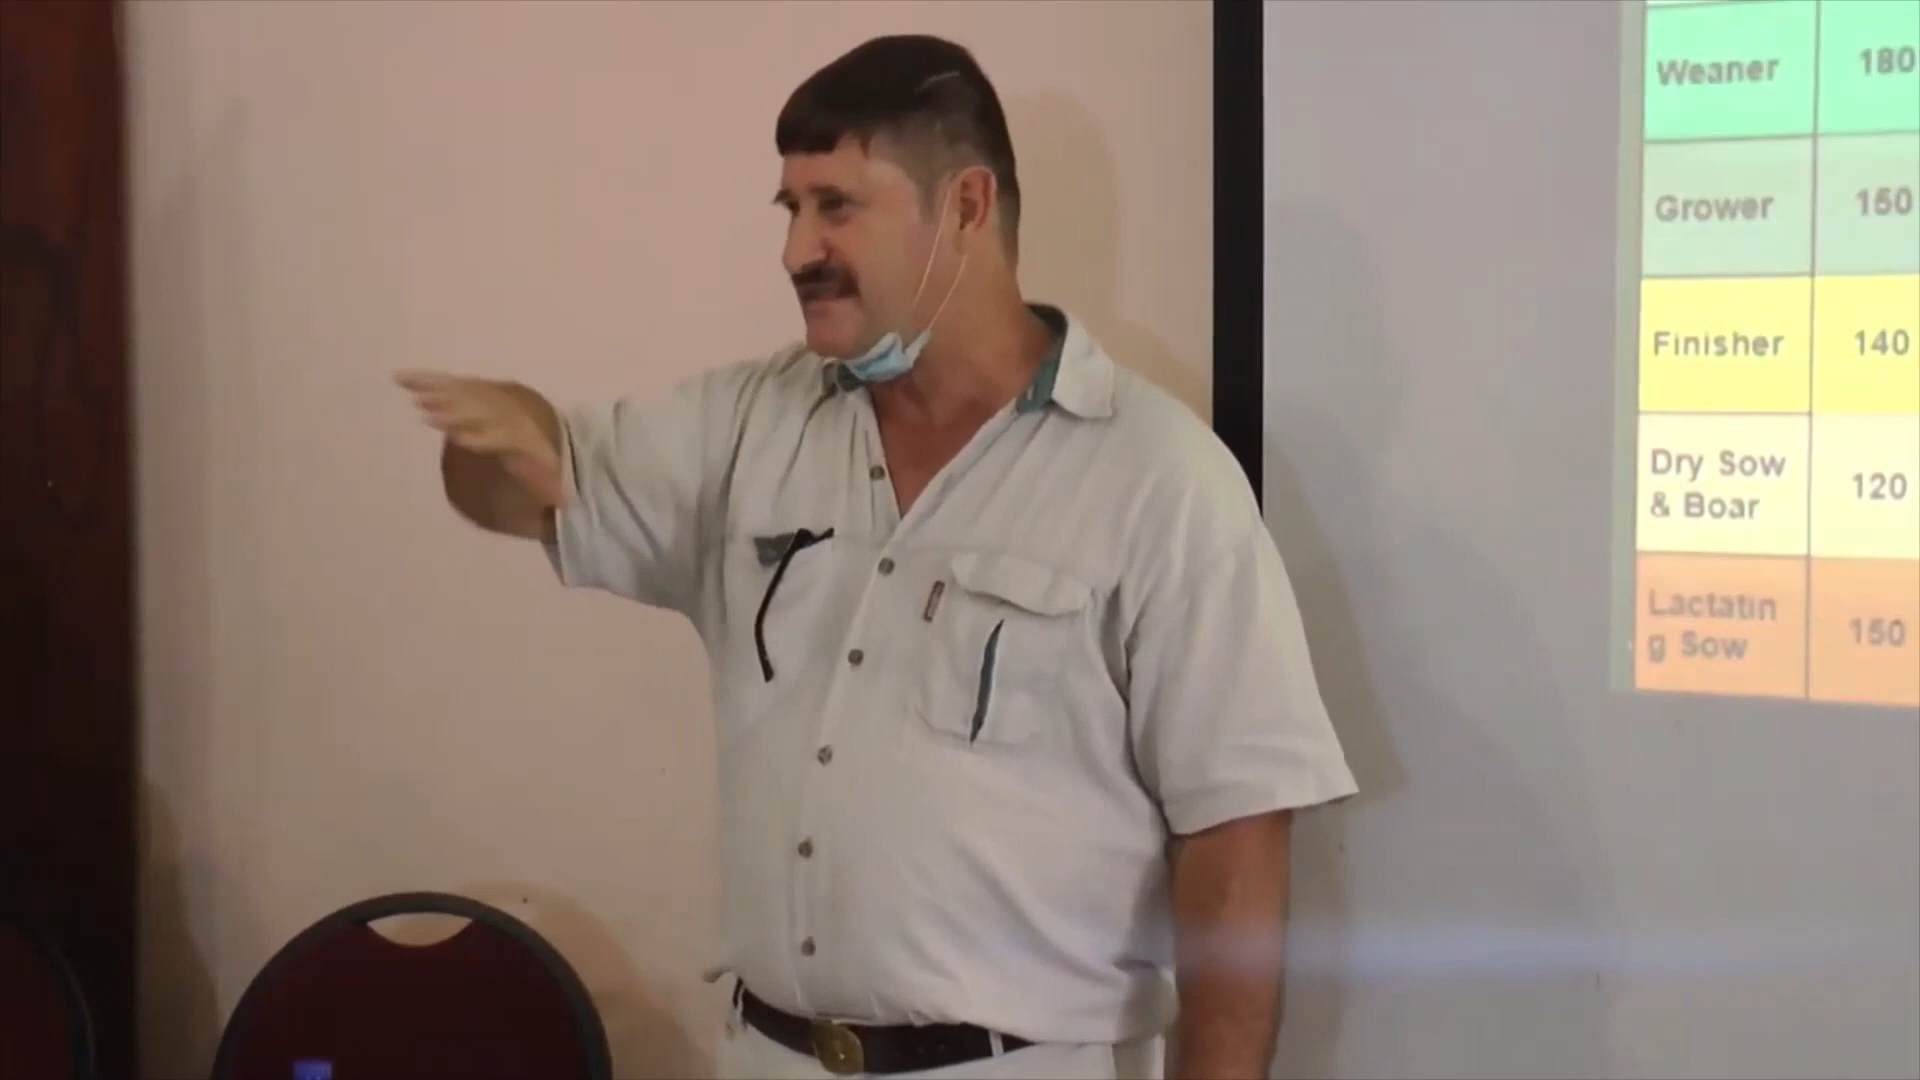 Weaner 180
Grower 150
Finisher 140
Dry Sow
& Boar 120
Lactatin
g Sow 150